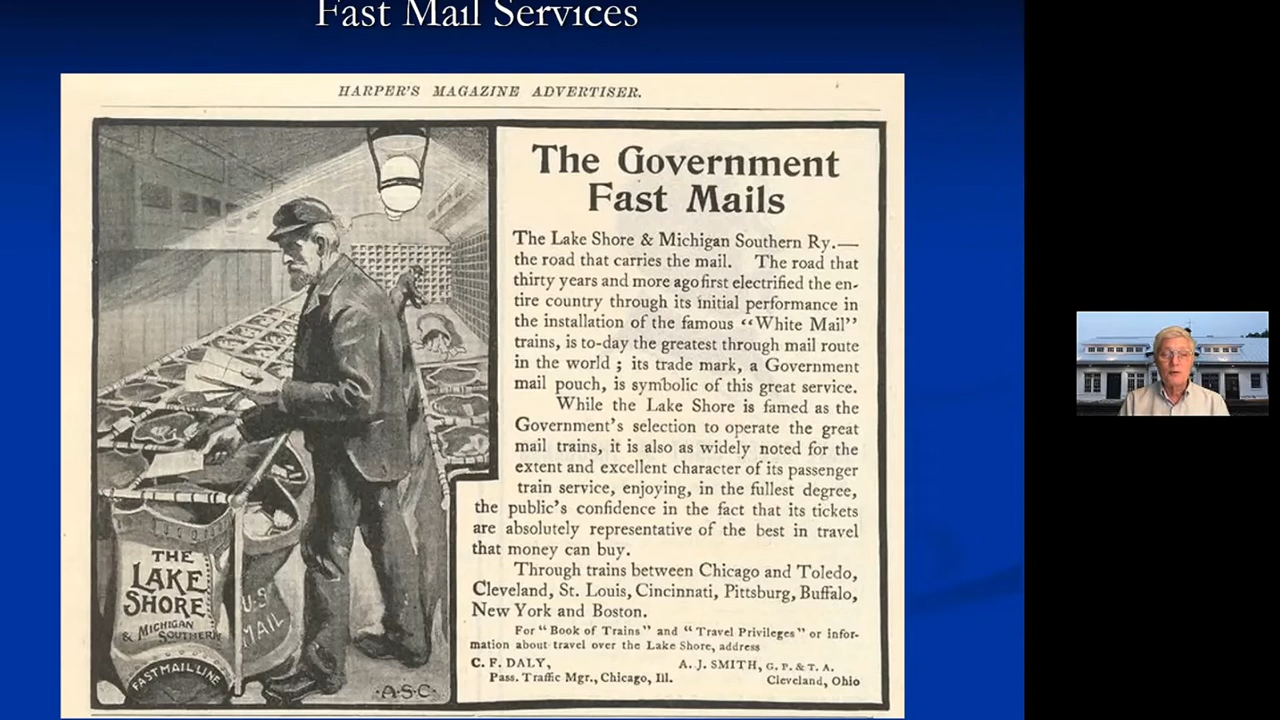 Fast Mail Services
HARPER'S MAGAZINE ADVERTISER.
The Government
Fast Mails
The Lake Shore & Michigan Southern Ry.—
the road that carries the mail. The road that
thirty years and more ago first electrified the en-
tire country through its initial performance in
the installation of the famous “White Mail”
trains, is to-day the greatest through mail route
in the world ; its trade mark, a Government
mail pouch, is symbolic of this great service.
While the Lake Shore is famed as the
Government's selection to operate the great
mail trains, it is also as widely noted for the
extent and excellent character of its passenger
train service, enjoying, in the fullest degree,
the public's confidence in the fact that its tickets
are absolutely representative of the best in travel
that money can buy.
Through trains between Chicago and Toledo,
Cleveland, St. Louis, Cincinnati, Pittsburg, Buffalo,
New York and Boston.
For “Book of Trains” and “Travel Privileges” or infor-
mation about travel over the Lake Shore, address
C. F. DALY,
Pass. Traffic Mgr., Chicago, Ill.
A. J. SMITH, G. P. & T. A.
Cleveland, Ohio
THE
LAKE
SHORE
& MICHIGAN
SOUTHERN
FAST MAIL LINE
U.S
MAIL
·A·S·C·